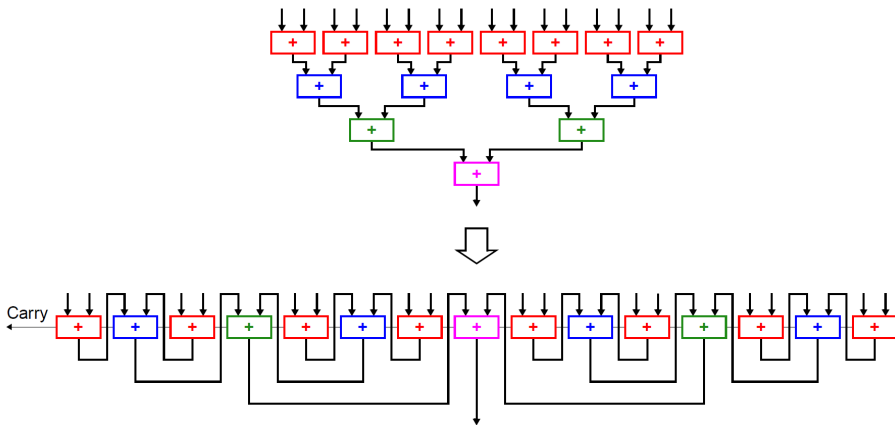 + + + + + + + +
+ + + +
+ +
+
Carry
+ + + + + + + + + + + + + + +